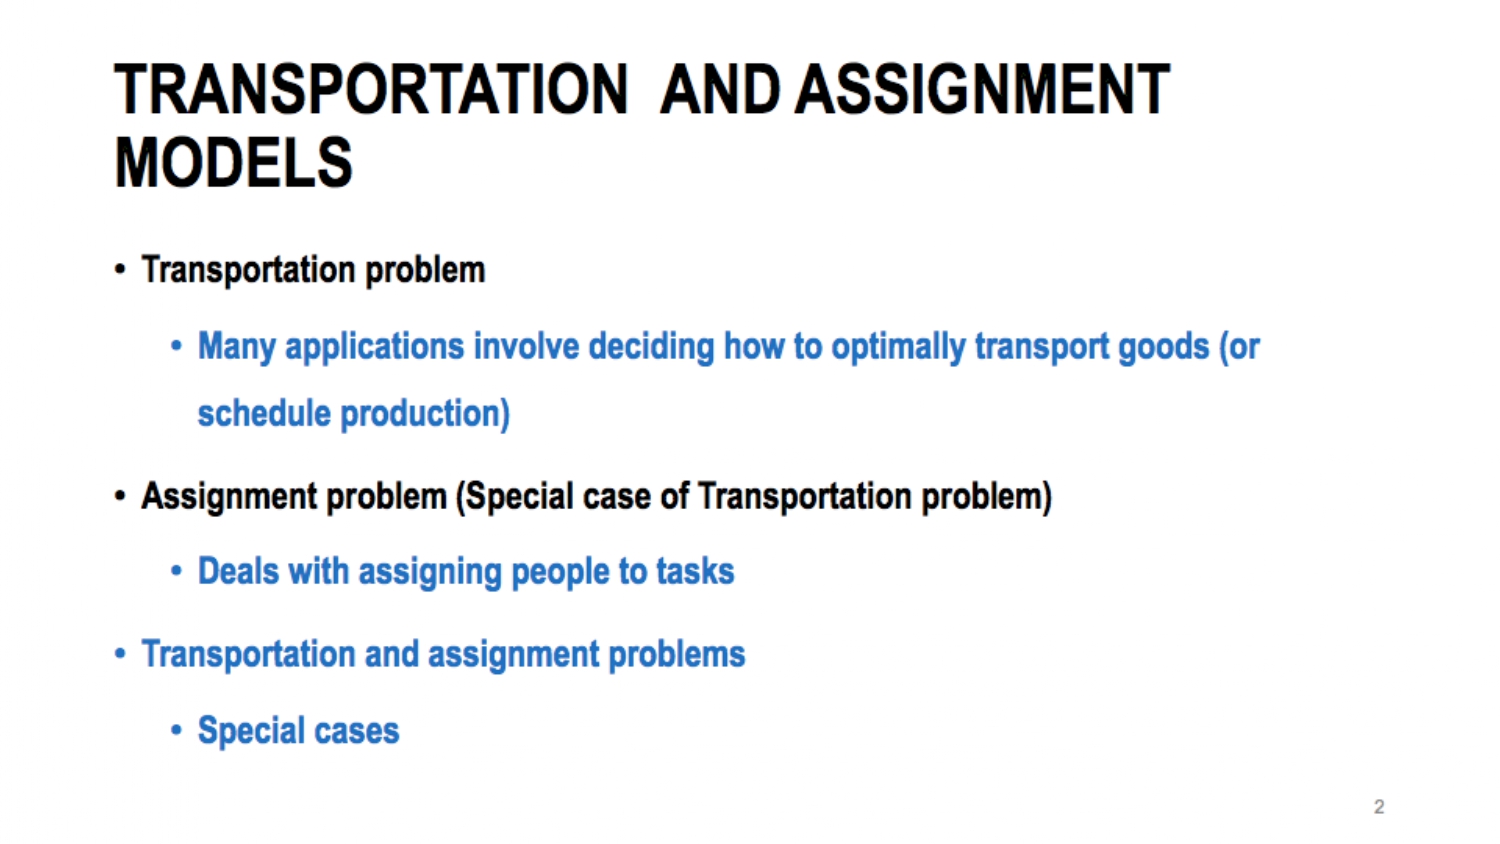 TRANSPORTATION  AND ASSIGNMENT
MODELS
• Transportation problem
• Many applications involve deciding how to optimally transport goods (or
schedule production)
• Assignment problem (Special case of Transportation problem)
• Deals with assigning people to tasks
• Transportation and assignment problems
• Special cases
2